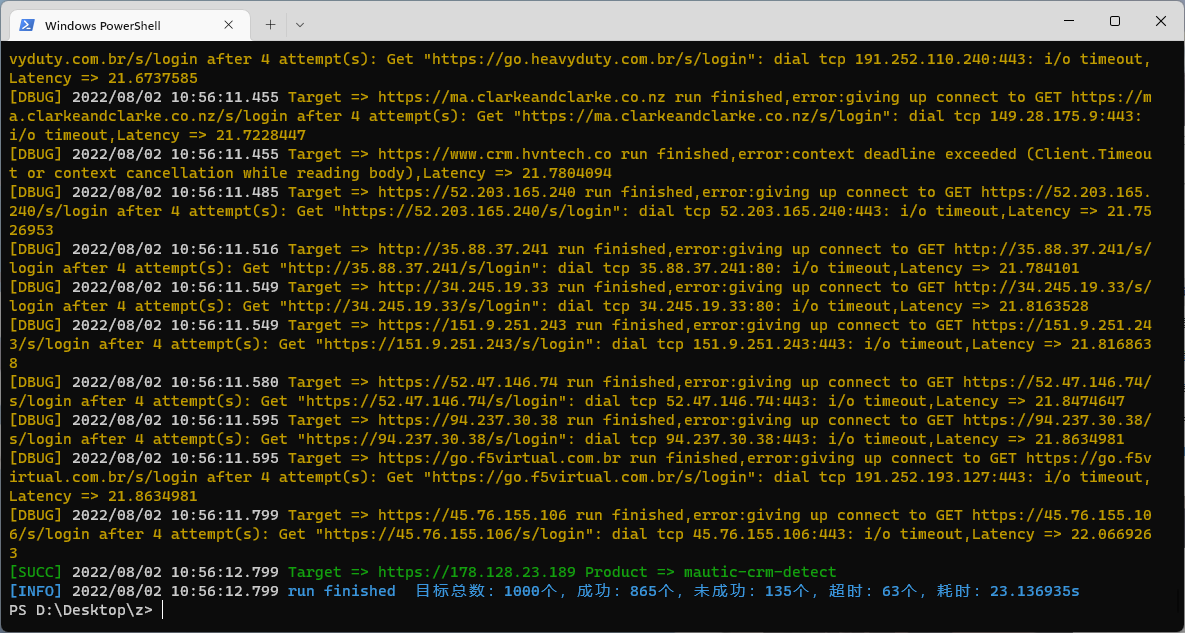 Windows PowerShell
vyduty.com.br/s/login after 4 attempt(s): Get "https://go.heavyduty.com.br/s/login": dial tcp 191.252.110.240:443: i/o timeout,
Latency => 21.6737585
[DBUG] 2022/08/02 10:56:11.455 Target => https://ma.clarkeandclarke.co.nz run finished,error:giving up connect to GET https://m
a.clarkeandclarke.co.nz/s/login after 4 attempt(s): Get "https://ma.clarkeandclarke.co.nz/s/login": dial tcp 149.28.175.9:443:
i/o timeout,Latency => 21.7228447
[DBUG] 2022/08/02 10:56:11.455 Target => https://www.crm.hvntech.co run finished,error:context deadline exceeded (Client.Timeou
t or context cancellation while reading body),Latency => 21.7804094
[DBUG] 2022/08/02 10:56:11.485 Target => https://52.203.165.240 run finished,error:giving up connect to GET https://52.203.165.
240/s/login after 4 attempt(s): Get "https://52.203.165.240/s/login": dial tcp 52.203.165.240:443: i/o timeout,Latency => 21.75
26953
[DBUG] 2022/08/02 10:56:11.516 Target => http://35.88.37.241 run finished,error:giving up connect to GET http://35.88.37.241/s/
login after 4 attempt(s): Get "http://35.88.37.241/s/login": dial tcp 35.88.37.241:80: i/o timeout,Latency => 21.784101
[DBUG] 2022/08/02 10:56:11.549 Target => http://34.245.19.33 run finished,error:giving up connect to GET http://34.245.19.33/s/
login after 4 attempt(s): Get "http://34.245.19.33/s/login": dial tcp 34.245.19.33:80: i/o timeout,Latency => 21.8163528
[DBUG] 2022/08/02 10:56:11.549 Target => https://151.9.251.243 run finished,error:giving up connect to GET https://151.9.251.24
3/s/login after 4 attempt(s): Get "https://151.9.251.243/s/login": dial tcp 151.9.251.243:443: i/o timeout,Latency => 21.816863
8
[DBUG] 2022/08/02 10:56:11.580 Target => https://52.47.146.74 run finished,error:giving up connect to GET https://52.47.146.74/
s/login after 4 attempt(s): Get "https://52.47.146.74/s/login": dial tcp 52.47.146.74:443: i/o timeout,Latency => 21.8474647
[DBUG] 2022/08/02 10:56:11.595 Target => https://94.237.30.38 run finished,error:giving up connect to GET https://94.237.30.38/
s/login after 4 attempt(s): Get "https://94.237.30.38/s/login": dial tcp 94.237.30.38:443: i/o timeout,Latency => 21.8634981
[DBUG] 2022/08/02 10:56:11.595 Target => https://go.f5virtual.com.br run finished,error:giving up connect to GET https://go.f5v
irtual.com.br/s/login after 4 attempt(s): Get "https://go.f5virtual.com.br/s/login": dial tcp 191.252.193.127:443: i/o timeout,
Latency => 21.8634981
[DBUG] 2022/08/02 10:56:11.799 Target => https://45.76.155.106 run finished,error:giving up connect to GET https://45.76.155.10
6/s/login after 4 attempt(s): Get "https://45.76.155.106/s/login": dial tcp 45.76.155.106:443: i/o timeout,Latency => 22.066926
3
[SUCC] 2022/08/02 10:56:12.799 Target => https://178.128.23.189 Product => mautic-crm-detect
[INFO] 2022/08/02 10:56:12.799 run finished  目标总数: 1000个, 成功: 865个, 未成功: 135个, 超时: 63个, 耗时: 23.136935s
PS D:\Desktop\z>